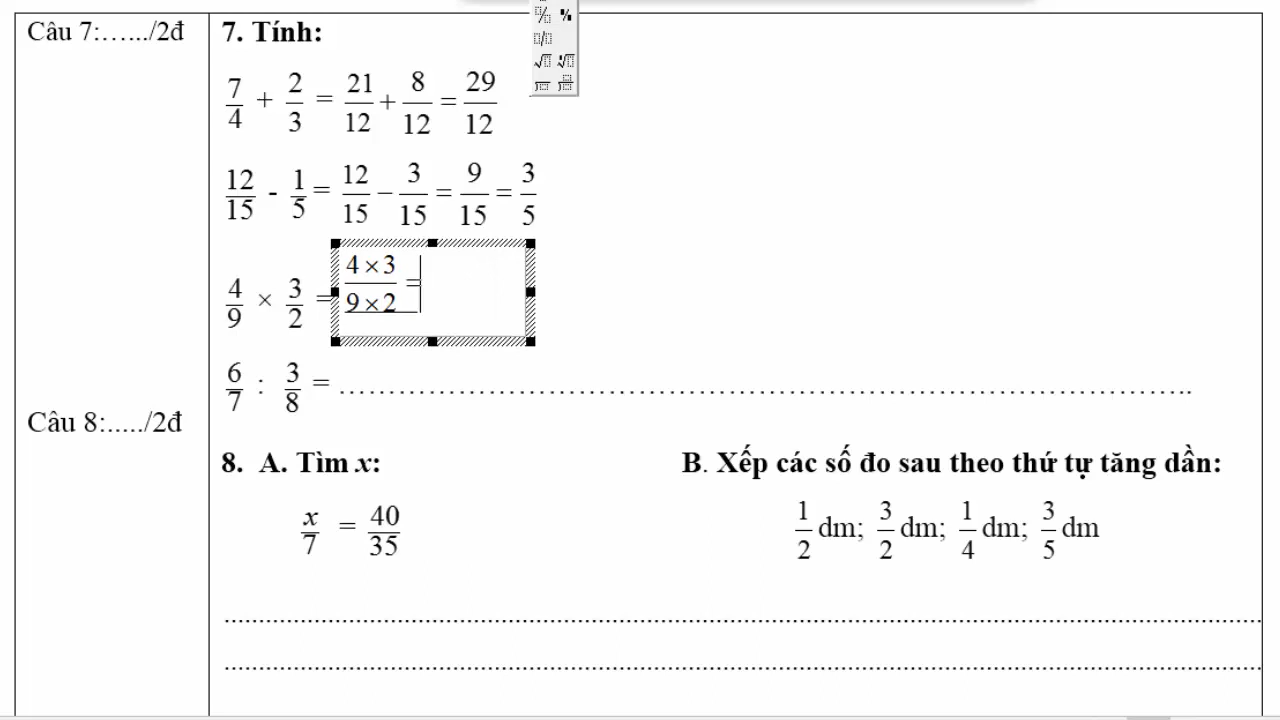 Câu 7:....../2đ
7. Tính:
7/4 + 2/3 = 21/12 + 8/12 = 29/12
12/15 - 1/5 = 12/15 − 3/15 = 9/15 = 3/5
4/9 × 3/2 = 4×3/9×2 =
6/7 : 3/8 = ..........................................................................................
Câu 8:...../2đ
8. A. Tìm x:
B. Xếp các số đo sau theo thứ tự tăng dần:
x/7 = 40/35
1/2 dm; 3/2 dm; 1/4 dm; 3/5 dm